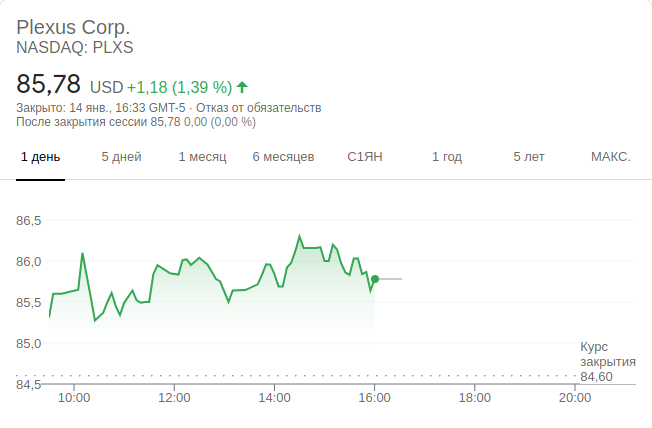 Plexus Corp.
NASDAQ: PLXS
85,78 USD +1,18 (1,39 %)
Закрыто: 14 янв., 16:33 GMT-5 · Отказ от обязательств
После закрытия сессии 85,78 0,00 (0,00 %)
1 день 5 дней 1 месяц 6 месяцев С1ЯН 1 год 5 лет МАКС.
86,5
86,0
85,5
85,0
Курс
закрытия
84,60
84,5
10:00 12:00 14:00 16:00 18:00 20:00